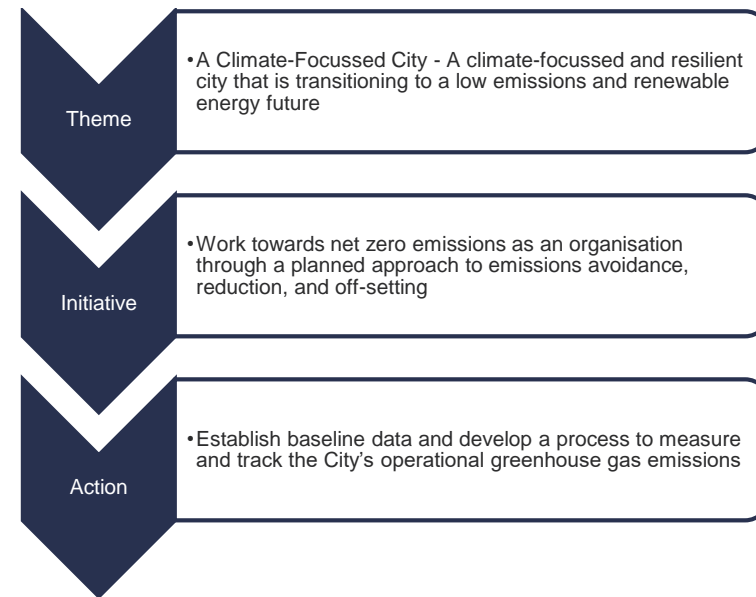 Theme
•A Climate-Focussed City - A climate-focussed and resilient
city that is transitioning to a low emissions and renewable
energy future
Initiative
•Work towards net zero emissions as an organisation
through a planned approach to emissions avoidance,
reduction, and off-setting
Action
•Establish baseline data and develop a process to measure
and track the City’s operational greenhouse gas emissions